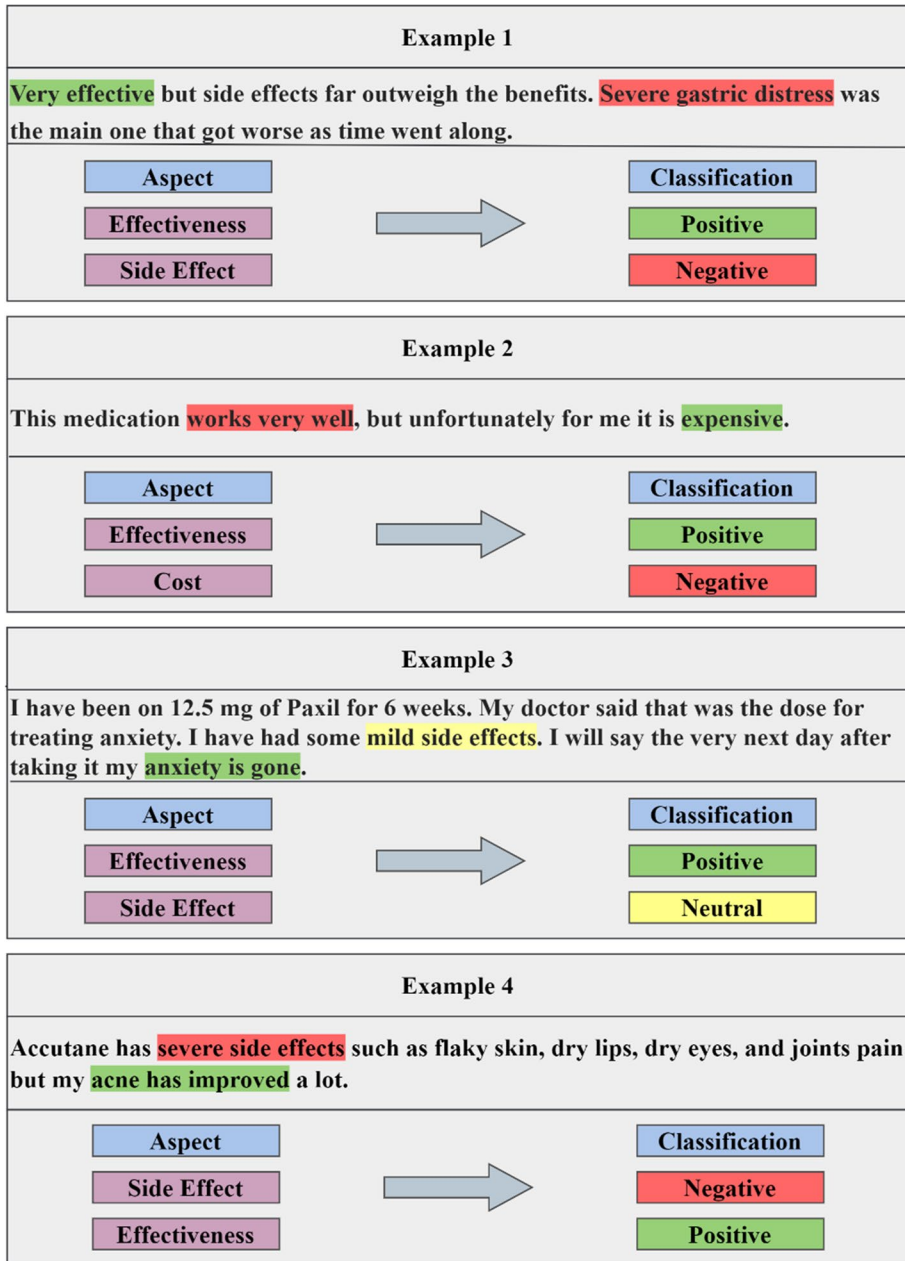 Example 1
Very effective but side effects far outweigh the benefits. Severe gastric distress was
the main one that got worse as time went along.
Aspect
Classification
Effectiveness
Positive
Side Effect
Negative
Example 2
This medication works very well, but unfortunately for me it is expensive.
Aspect
Classification
Effectiveness
Positive
Cost
Negative
Example 3
I have been on 12.5 mg of Paxil for 6 weeks. My doctor said that was the dose for
treating anxiety. I have had some mild side effects. I will say the very next day after
taking it my anxiety is gone.
Aspect
Classification
Effectiveness
Positive
Side Effect
Neutral
Example 4
Accutane has severe side effects such as flaky skin, dry lips, dry eyes, and joints pain
but my acne has improved a lot.
Aspect
Classification
Side Effect
Negative
Effectiveness
Positive